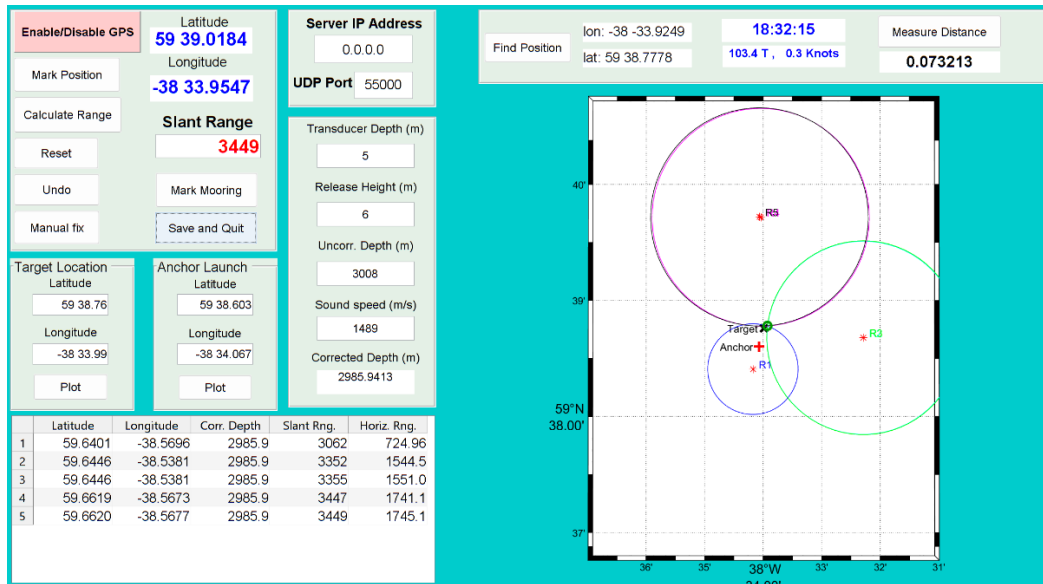 Enable/Disable GPS
Latitude
59 39.0184
Longitude
-38 33.9547
Mark Position
Calculate Range
Slant Range
3449
Reset
Undo
Mark Mooring
Manual fix
Save and Quit
Server IP Address
0.0.0.0
UDP Port 55000
Transducer Depth (m)
5
Release Height (m)
6
Uncorr. Depth (m)
3008
Sound speed (m/s)
1489
Corrected Depth (m)
2985.9413
Target Location
Latitude
59 38.76
Longitude
-38 33.99
Plot
Anchor Launch
Latitude
59 38.603
Longitude
-38 34.067
Plot
Latitude Longitude Corr. Depth Slant Rng. Horiz. Rng.
1 59.6401 -38.5696 2985.9 3062 724.96
2 59.6446 -38.5381 2985.9 3352 1544.5
3 59.6446 -38.5381 2985.9 3355 1551.0
4 59.6619 -38.5673 2985.9 3447 1741.1
5 59.6620 -38.5677 2985.9 3449 1745.1
Find Position
lon: -38 -33.9249
lat: 59 38.7778
18:32:15
103.4 T , 0.3 Knots
Measure Distance
0.073213
40'
R5
39'
Target
R3
Anchor
R1
59°N
38.00'
37'
36' 35' 38°W 33' 32' 31'